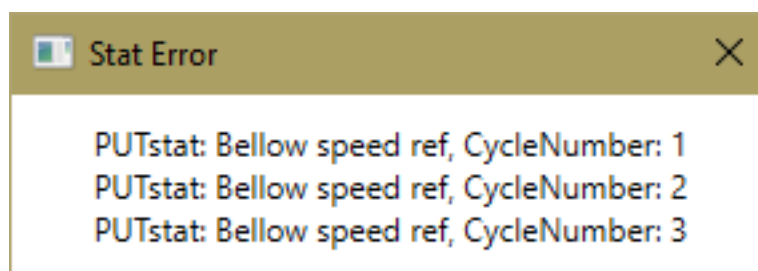 Stat Error
PUTstat: Bellow speed ref, CycleNumber: 1
PUTstat: Bellow speed ref, CycleNumber: 2
PUTstat: Bellow speed ref, CycleNumber: 3